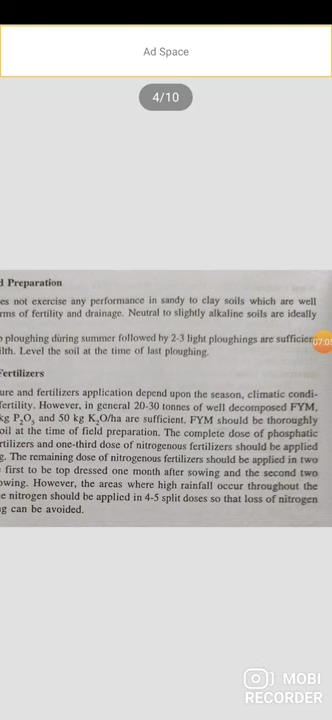 Ad Space
4/10
d Preparation
es not exercise any performance in sandy to clay soils which are well
rms of fertility and drainage. Neutral to slightly alkaline soils are ideally
p ploughing during summer followed by 2-3 light ploughings are sufficien
07:05
ilth. Level the soil at the time of last ploughing.
Fertilizers
ure and fertilizers application depend upon the season, climatic condi-
fertility. However, in general 20-30 tonnes of well decomposed FYM,
kg P₂O₅ and 50 kg K₂O/ha are sufficient. FYM should be thoroughly
oil at the time of field preparation. The complete dose of phosphatic
rtilizers and one-third dose of nitrogenous fertilizers should be applied
g. The remaining dose of nitrogenous fertilizers should be applied in two
first to be top dressed one month after sowing and the second two
owing. However, the areas where high rainfall occur throughout the
e nitrogen should be applied in 4-5 split doses so that loss of nitrogen
ng can be avoided.
MOBI
RECORDER